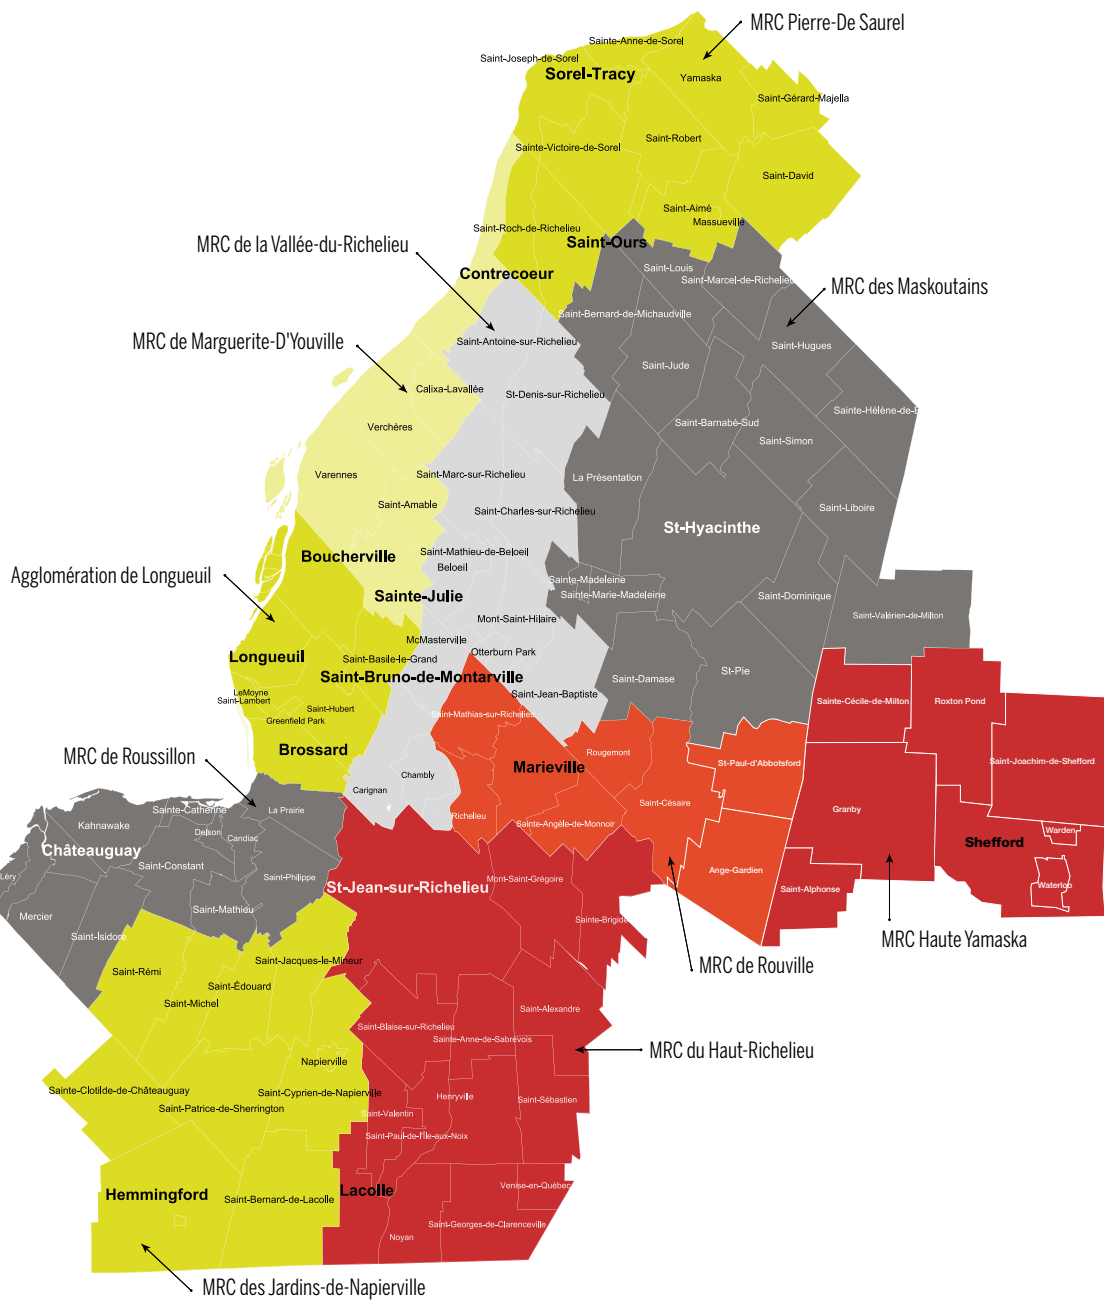 MRC Pierre-De Saurel
Sainte-Anne-de-Sorel
Saint-Joseph-de-Sorel
Sorel-Tracy
Yamaska
Saint-Gérard-Majella
Saint-Robert
Sainte-Victoire-de-Sorel
Saint-David
Saint-Aimé
Massueville
Saint-Roch-de-Richelieu
Saint-Ours
MRC de la Vallée-du-Richelieu
Contrecoeur
Saint-Louis
Saint-Marcel-de-Richelieu
MRC des Maskoutains
Saint-Bernard-de-Michaudville
MRC de Marguerite-D'Youville
Saint-Antoine-sur-Richelieu
Saint-Hugues
Saint-Jude
Calixa-Lavallée
St-Denis-sur-Richelieu
Sainte-Hélène-de-B
Verchères
Saint-Barnabé-Sud
Saint-Simon
Varennes
Saint-Marc-sur-Richelieu
La Présentation
Saint-Amable
Saint-Charles-sur-Richelieu
Saint-Liboire
St-Hyacinthe
Boucherville
Saint-Mathieu-de-Beloeil
Beloeil
Agglomération de Longueuil
Sainte-Madeleine
Sainte-Marie-Madeleine
Sainte-Julie
Saint-Dominique
Saint-Valérien-de-Milton
Mont-Saint-Hilaire
McMasterville
Otterburn Park
Longueuil
Saint-Basile-le-Grand
Saint-Bruno-de-Montarville
St-Pie
Saint-Damase
LeMoyne
Saint-Lambert
Saint-Jean-Baptiste
Sainte-Cécile-de-Milton
Roxton Pond
Saint-Hubert
Greenfield Park
Saint-Mathias-sur-Richelieu
Brossard
Rougemont
MRC de Roussillon
Marieville
St-Paul-d'Abbotsford
Saint-Joachim-de-Shefford
Chambly
Carignan
Saint-Césaire
Granby
Sainte-Catherine
La Prairie
Richelieu
Sainte-Angèle-de-Monnoir
Kahnawake
Delson
Candiac
Warden
Châteauguay
Shefford
Saint-Constant
Léry
Saint-Philippe
St-Jean-sur-Richelieu
Mont-Saint-Grégoire
Ange-Gardien
Saint-Alphonse
Waterloo
Mercier
Saint-Mathieu
Sainte-Brigide
Saint-Isidore
MRC Haute Yamaska
Saint-Jacques-le-Mineur
MRC de Rouville
Saint-Rémi
Saint-Édouard
Saint-Michel
Saint-Alexandre
Saint-Blaise-sur-Richelieu
Sainte-Anne-de-Sabrevois
MRC du Haut-Richelieu
Napierville
Sainte-Clotilde-de-Châteauguay
Saint-Cyprien-de-Napierville
Henryville
Saint-Sébastien
Saint-Patrice-de-Sherrington
Saint-Valentin
Saint-Paul-de-l'Île-aux-Noix
Hemmingford
Lacolle
Venise-en-Québec
Saint-Bernard-de-Lacolle
Saint-Georges-de-Clarenceville
Noyan
MRC des Jardins-de-Napierville